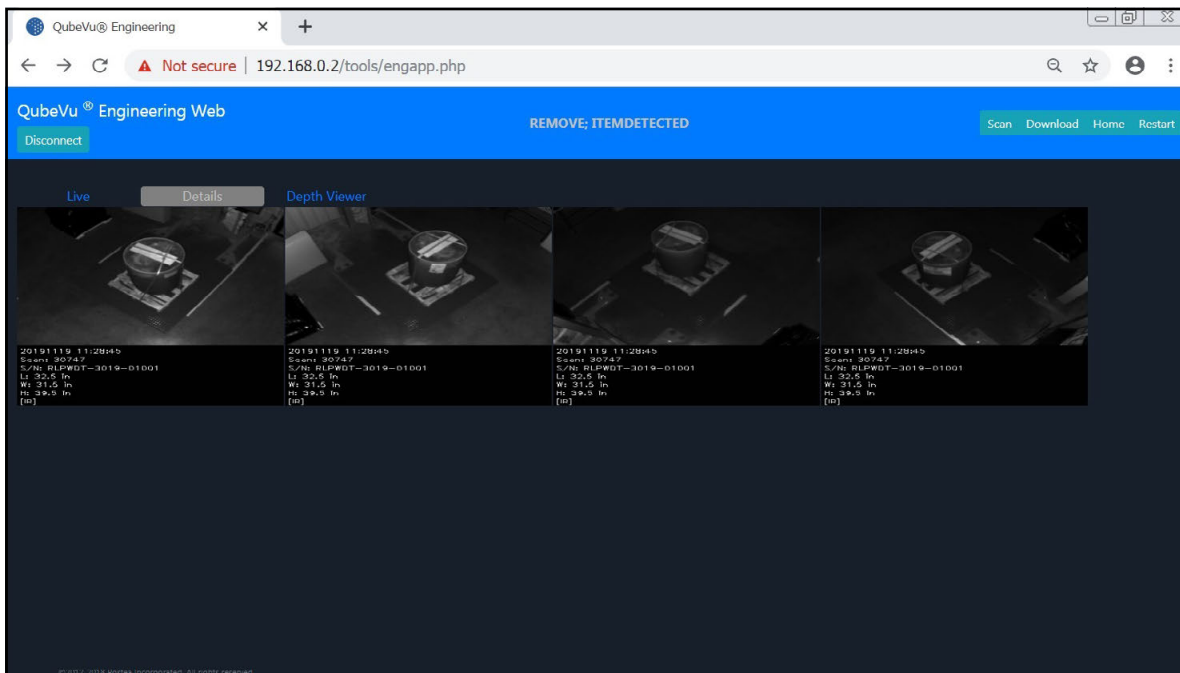 QubeVu® Engineering
Not secure | 192.168.0.2/tools/engapp.php
QubeVu ® Engineering Web
Disconnect
REMOVE; ITEMDETECTED
Scan Download Home Restart
Live Details Depth Viewer
20191119 11:28:45
Scan: 30747
S/N: RLPWDT-3019-01001
L: 32.5 in
W: 31.5 in
H: 39.5 in
[IR]
20191119 11:28:45
Scan: 30747
S/N: RLPWDT-3019-01001
L: 32.5 in
W: 31.5 in
H: 39.5 in
[IR]
20191119 11:28:45
Scan: 30747
S/N: RLPWDT-3019-01001
L: 32.5 in
W: 31.5 in
H: 39.5 in
[IR]
20191119 11:28:45
Scan: 30747
S/N: RLPWDT-3019-01001
L: 32.5 in
W: 31.5 in
H: 39.5 in
[IR]